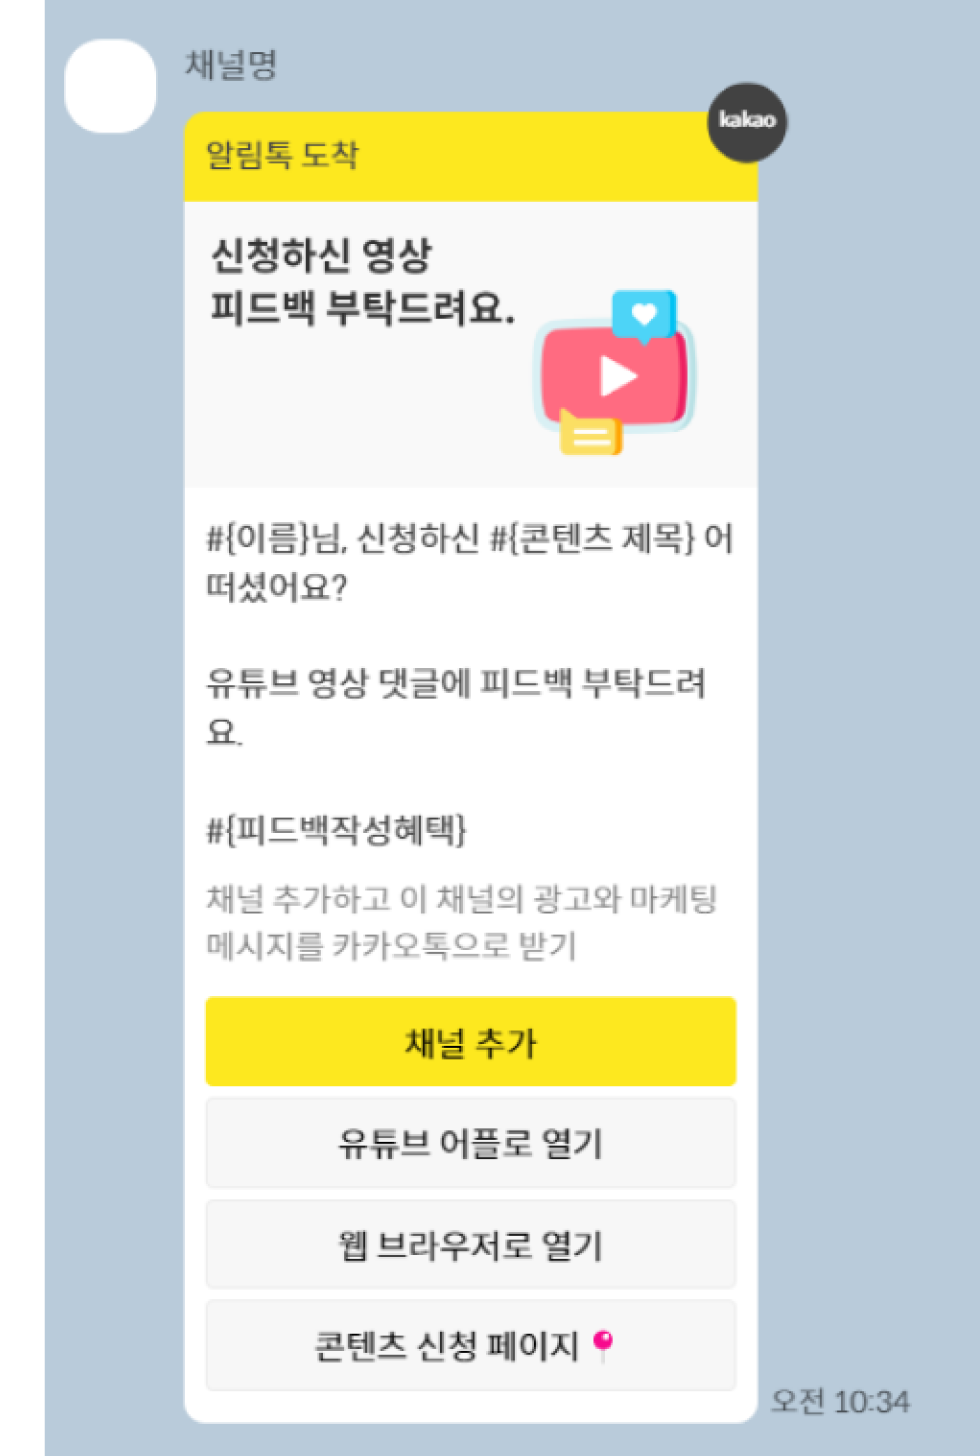 채널명
kakao
알림톡 도착
신청하신 영상
피드백 부탁드려요.
#{이름}님, 신청하신 #{콘텐츠 제목} 어
떠셨어요?
유튜브 영상 댓글에 피드백 부탁드려
요.
#{피드백작성혜택}
채널 추가하고 이 채널의 광고와 마케팅
메시지를 카카오톡으로 받기
채널 추가
유튜브 어플로 열기
웹 브라우저로 열기
콘텐츠 신청 페이지📍
오전 10:34